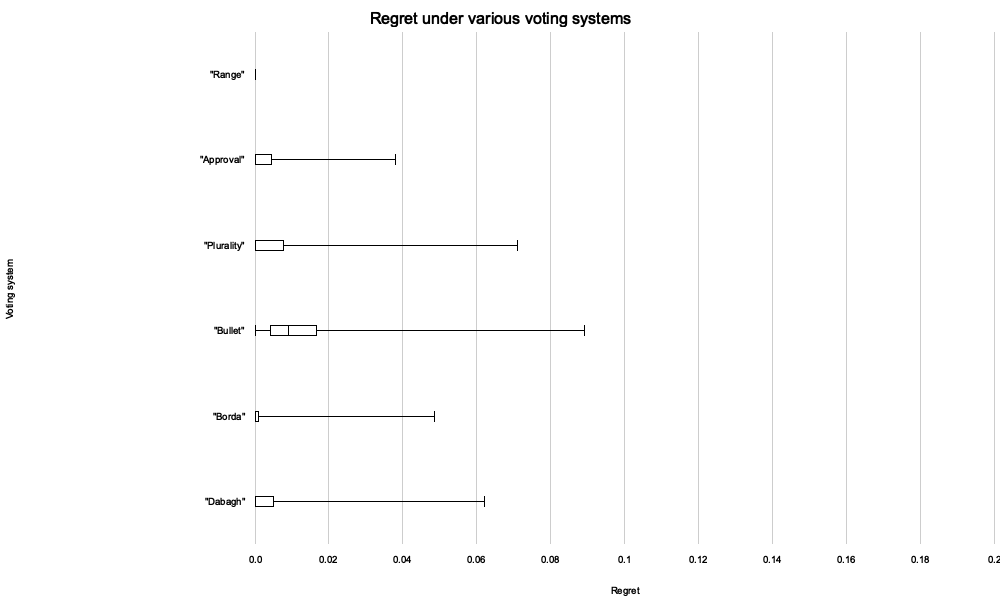 Regret under various voting systems
"Range"
"Approval"
"Plurality"
Voting system
"Bullet"
"Borda"
"Dabagh"
0.0 0.02 0.04 0.06 0.08 0.1 0.12 0.14 0.16 0.18 0.2
Regret